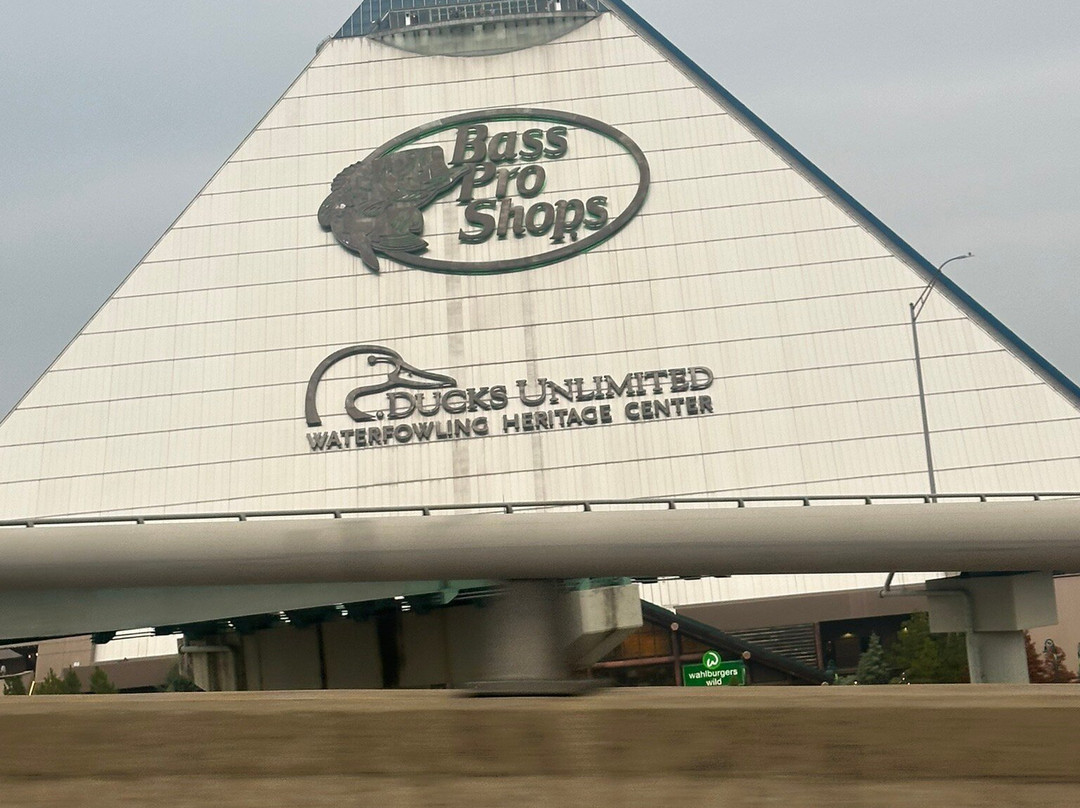 Bass
Pro
Shops
DUCKS UNLIMITED
WATERFOWLING HERITAGE CENTER
wahlburgers
wild